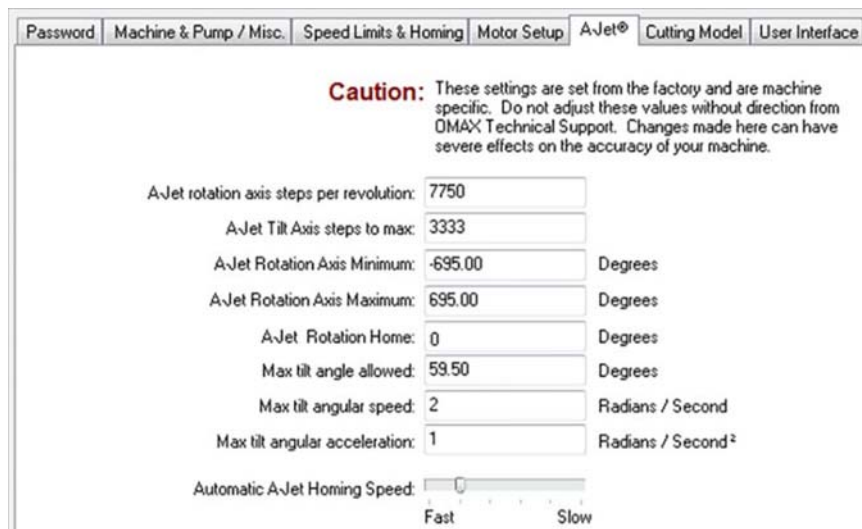 Password Machine & Pump / Misc. Speed Limits & Homing Motor Setup A-Jet® Cutting Model User Interface
Caution: These settings are set from the factory and are machine
specific. Do not adjust these values without direction from
OMAX Technical Support. Changes made here can have
severe effects on the accuracy of your machine.
A-Jet rotation axis steps per revolution: 7750
A-Jet Tilt Axis steps to max: 3333
A-Jet Rotation Axis Minimum: -695.00 Degrees
A-Jet Rotation Axis Maximum: 695.00 Degrees
A-Jet Rotation Home: 0 Degrees
Max tilt angle allowed: 59.50 Degrees
Max tilt angular speed: 2 Radians / Second
Max tilt angular acceleration: 1 Radians / Second²
Automatic A-Jet Homing Speed:
Fast Slow